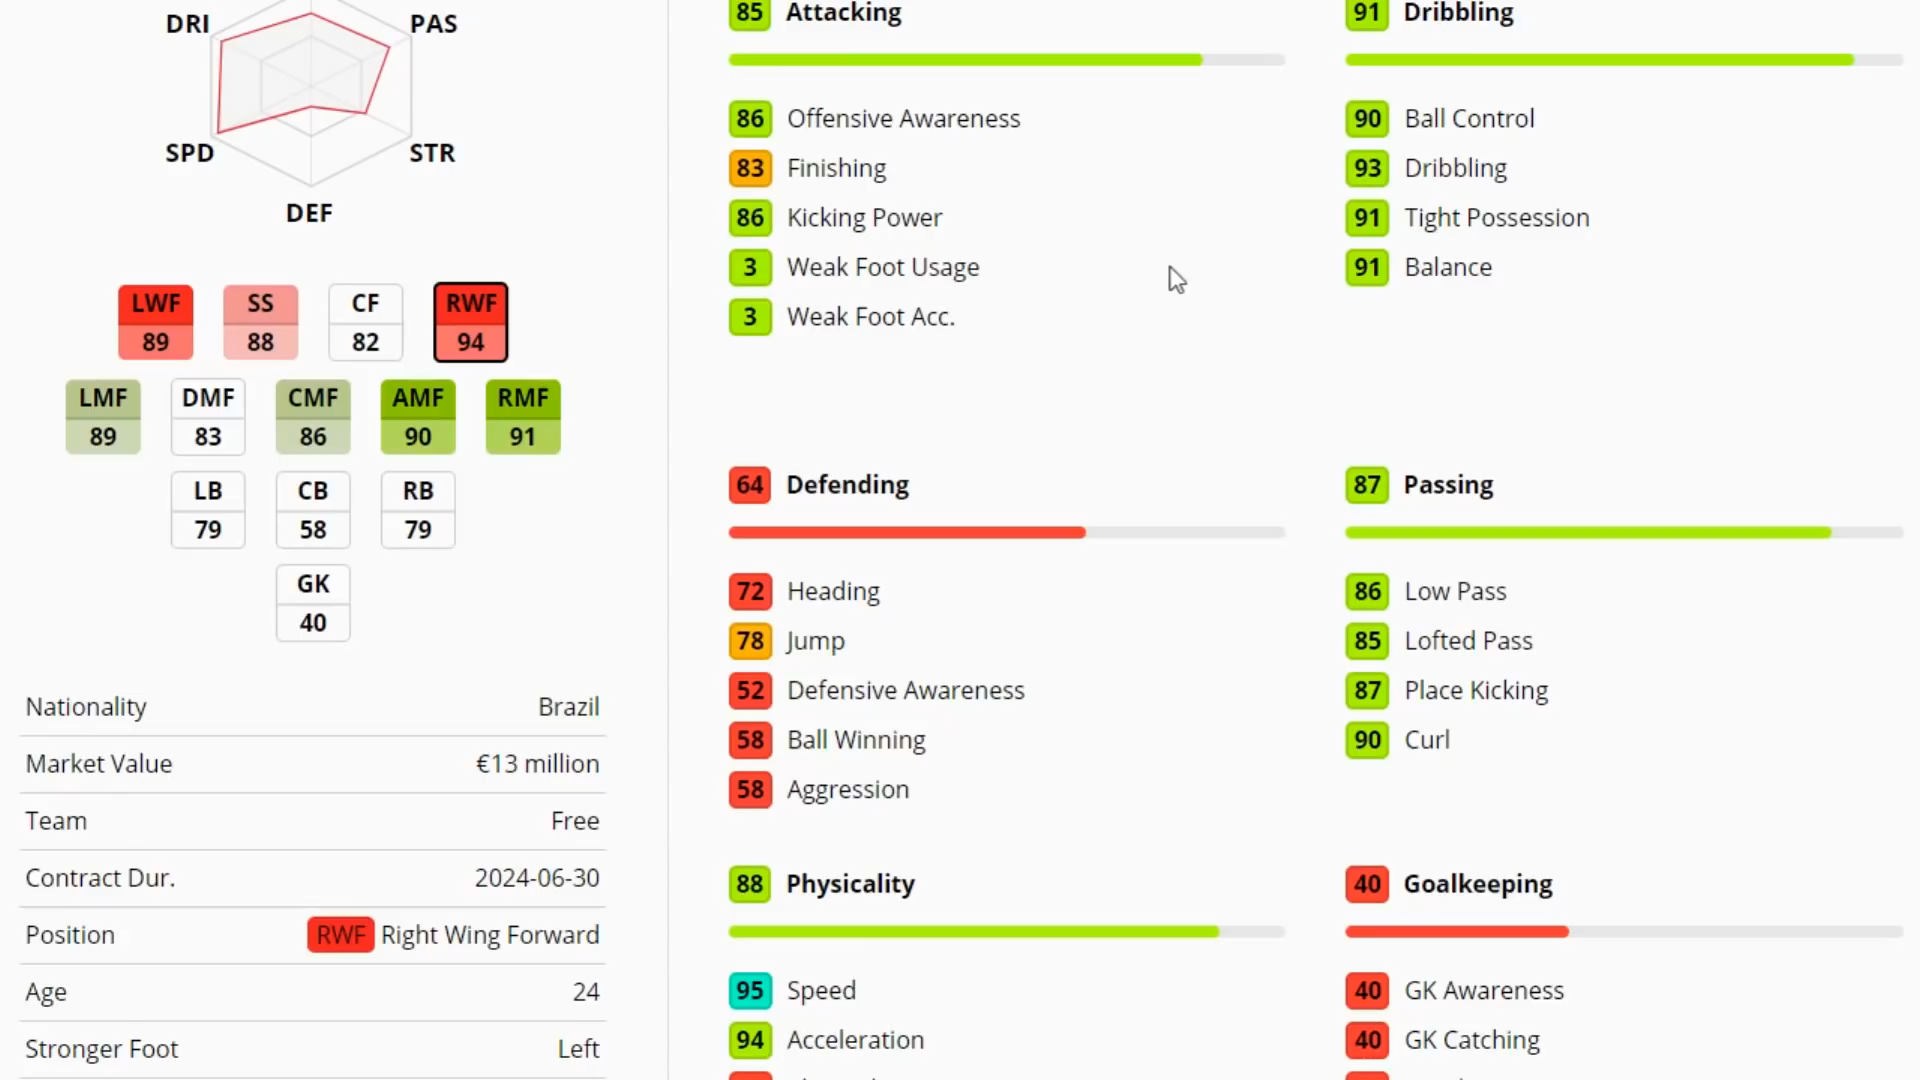 DRI
PAS
SPD
STR
DEF
LWF SS CF RWF
89 88 82 94
LMF DMF CMF AMF RMF
89 83 86 90 91
LB CB RB
79 58 79
GK
40
Nationality Brazil
Market Value €13 million
Team Free
Contract Dur. 2024-06-30
Position RWF Right Wing Forward
Age 24
Stronger Foot Left
85 Attacking
86 Offensive Awareness
83 Finishing
86 Kicking Power
3 Weak Foot Usage
3 Weak Foot Acc.
91 Dribbling
90 Ball Control
93 Dribbling
91 Tight Possession
91 Balance
64 Defending
72 Heading
78 Jump
52 Defensive Awareness
58 Ball Winning
58 Aggression
87 Passing
86 Low Pass
85 Lofted Pass
87 Place Kicking
90 Curl
88 Physicality
95 Speed
94 Acceleration
40 Goalkeeping
40 GK Awareness
40 GK Catching